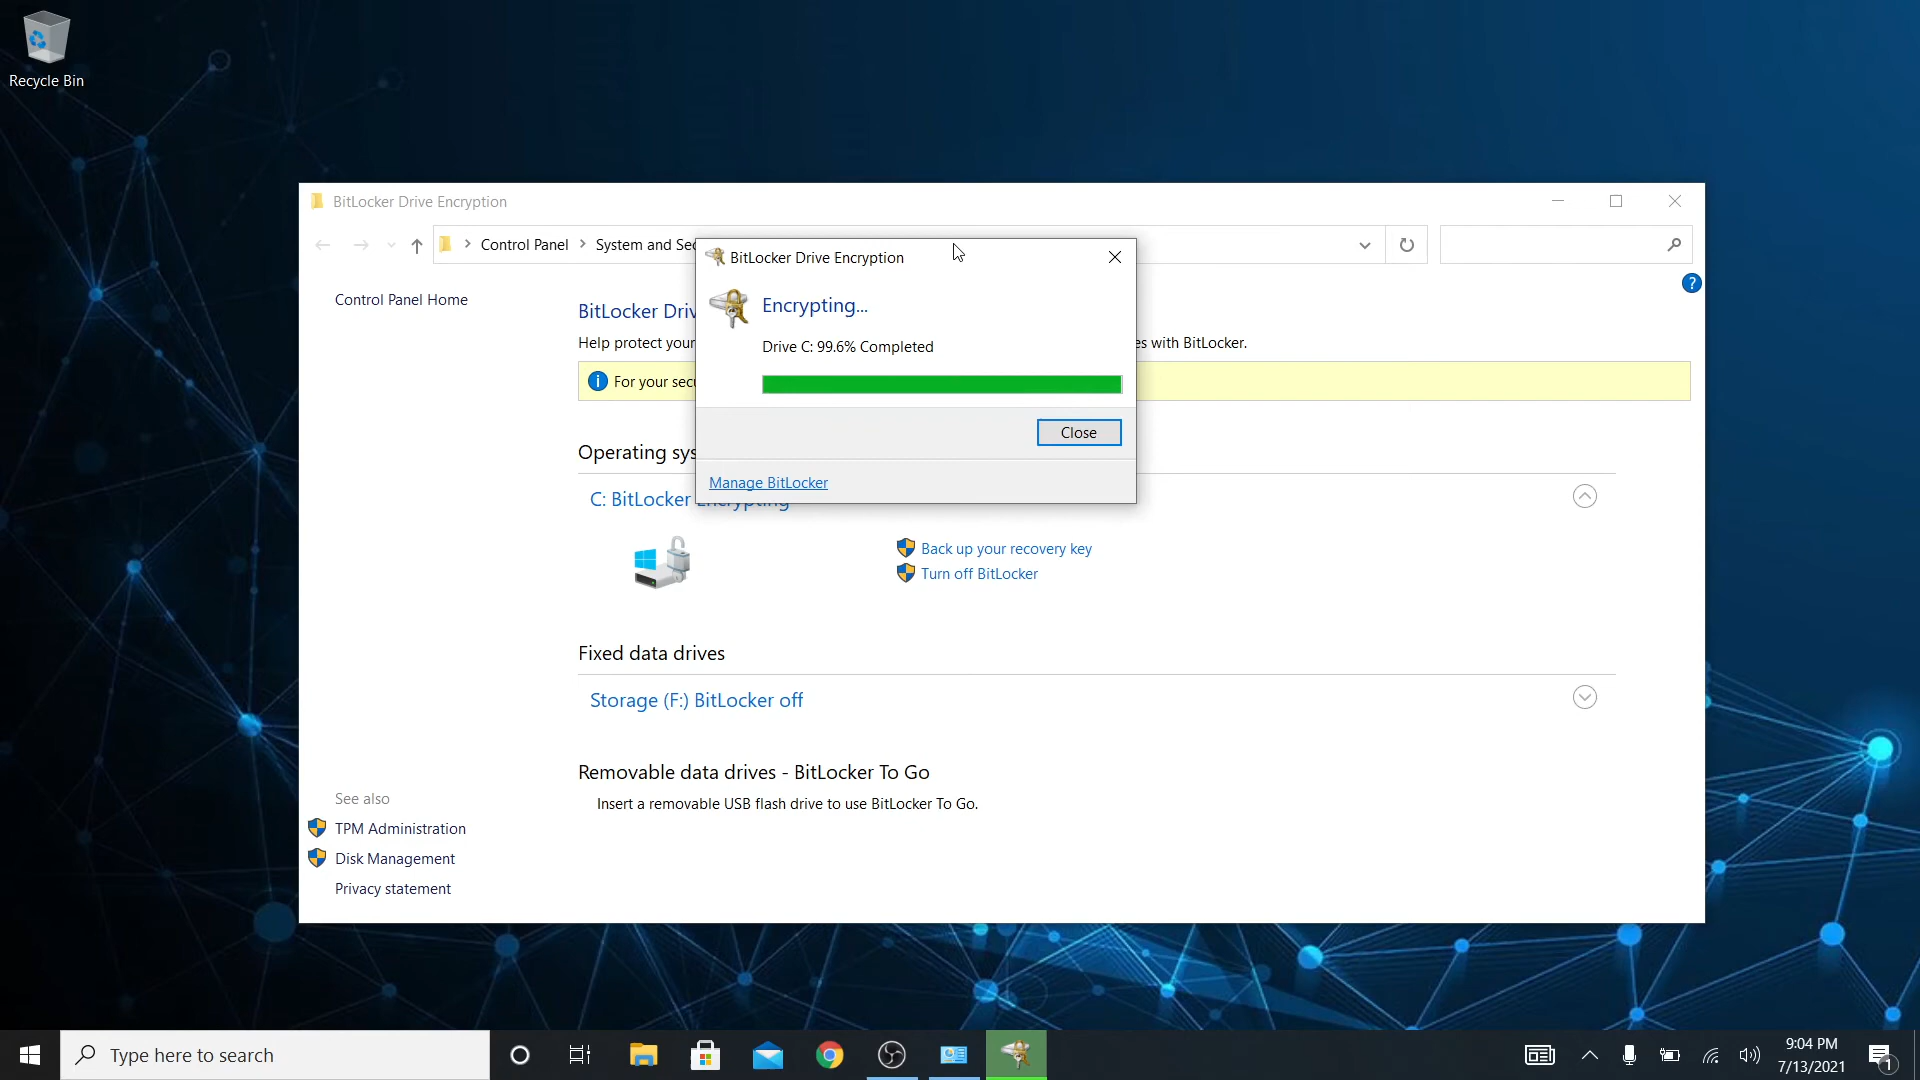 Recycle Bin
BitLocker Drive Encryption
Control Panel
System and Sec
BitLocker Drive Encryption
Encrypting...
Drive C: 99.6% Completed
Close
Manage BitLocker
Control Panel Home
BitLocker Driv
Help protect your
es with BitLocker.
For your secu
Operating sys
C: BitLocker Encrypting
Back up your recovery key
Turn off BitLocker
Fixed data drives
Storage (F:) BitLocker off
Removable data drives - BitLocker To Go
Insert a removable USB flash drive to use BitLocker To Go.
See also
TPM Administration
Disk Management
Privacy statement
Type here to search
9:04 PM
7/13/2021
1